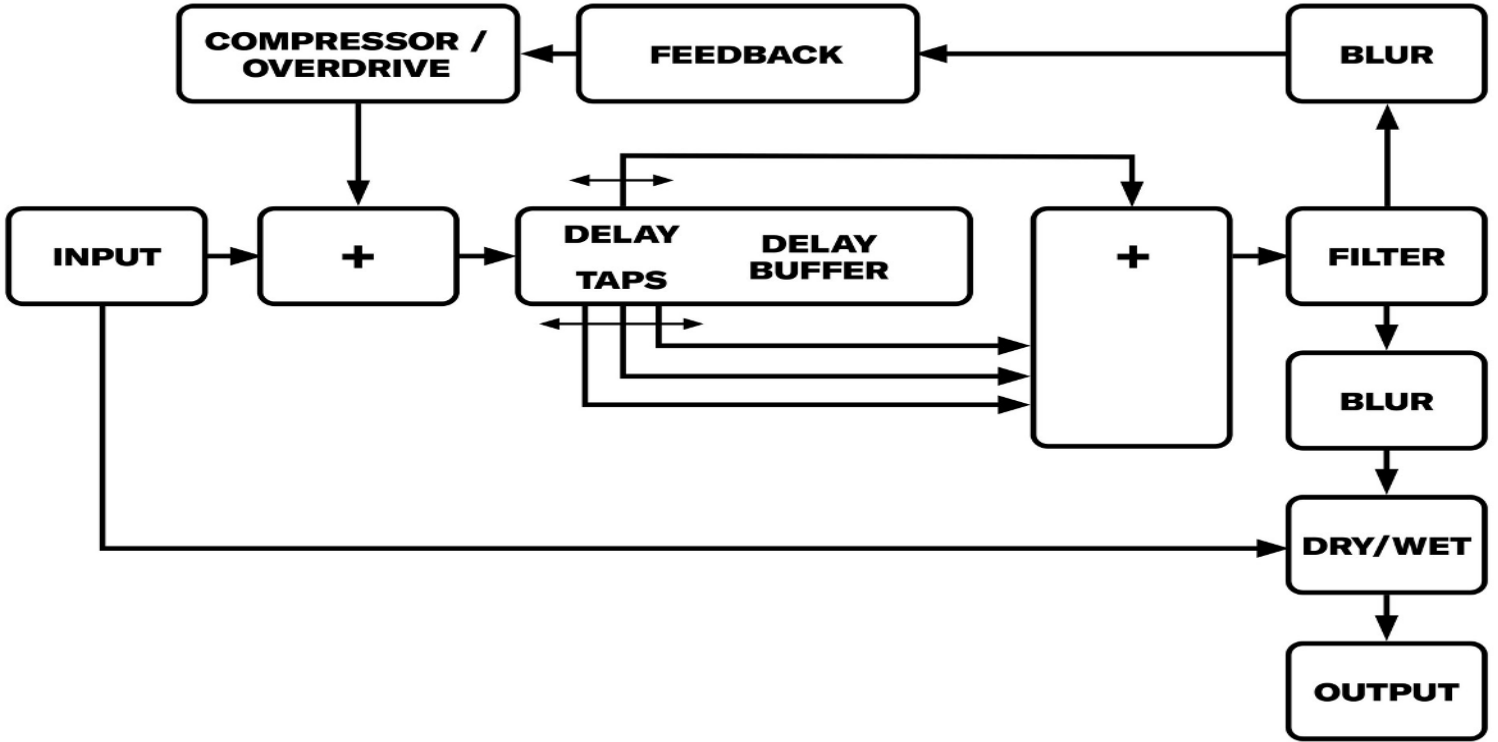 COMPRESSOR /
OVERDRIVE
FEEDBACK
BLUR
INPUT
+
DELAY
TAPS
DELAY
BUFFER
+
FILTER
BLUR
DRY/WET
OUTPUT